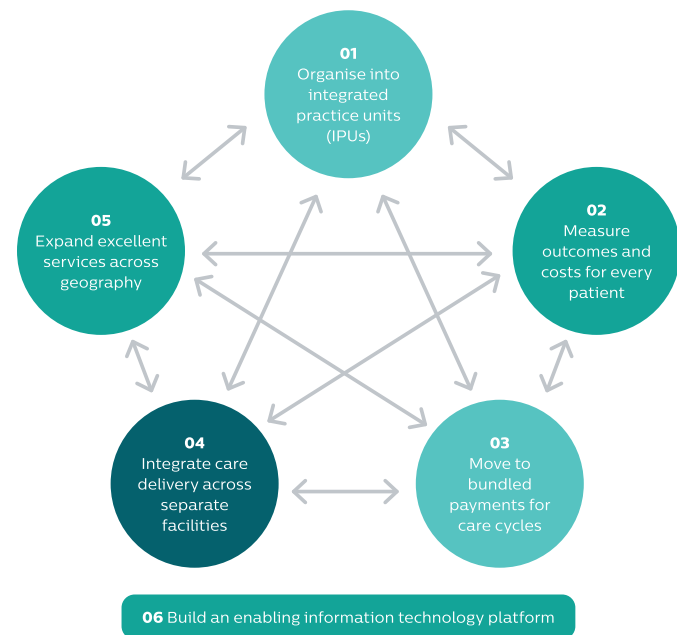 01
Organise into
integrated
practice units
(IPUs)
02
Measure
outcomes and
costs for every
patient
03
Move to
bundled
payments for
care cycles
04
Integrate care
delivery across
separate
facilities
05
Expand excellent
services across
geography
06 Build an enabling information technology platform